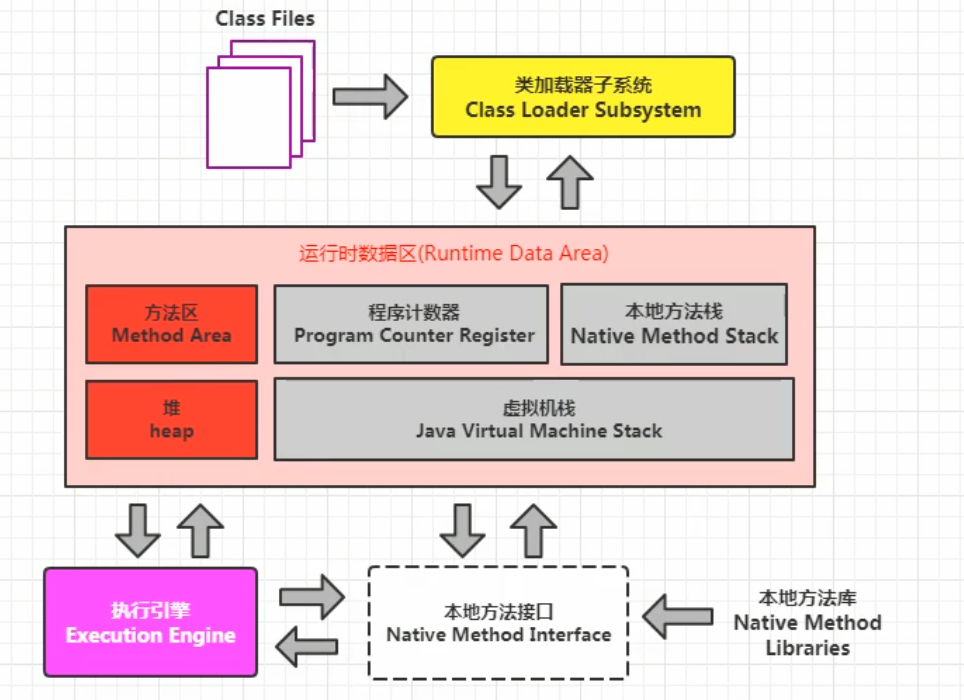 Class Files
类加载器子系统
Class Loader Subsystem
运行时数据区(Runtime Data Area)
方法区
Method Area
程序计数器
Program Counter Register
本地方法栈
Native Method Stack
堆
heap
虚拟机栈
Java Virtual Machine Stack
执行引擎
Execution Engine
本地方法接口
Native Method Interface
本地方法库
Native Method
Libraries